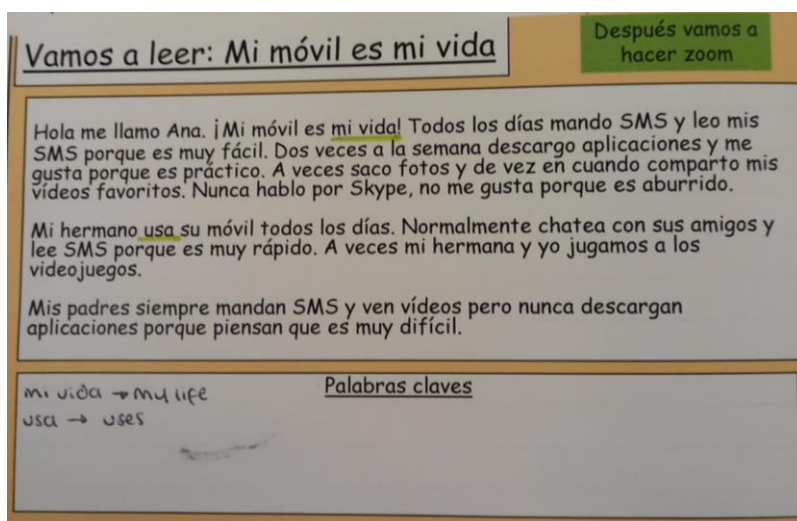 Vamos a leer: Mi móvil es mi vida
Después vamos a
hacer zoom
Hola me llamo Ana. ¡Mi móvil es mi vida! Todos los días mando SMS y leo mis
SMS porque es muy fácil. Dos veces a la semana descargo aplicaciones y me
gusta porque es práctico. A veces saco fotos y de vez en cuando comparto mis
vídeos favoritos. Nunca hablo por Skype, no me gusta porque es aburrido.
Mi hermano usa su móvil todos los días. Normalmente chatea con sus amigos y
lee SMS porque es muy rápido. A veces mi hermana y yo jugamos a los
videojuegos.
Mis padres siempre mandan SMS y ven vídeos pero nunca descargan
aplicaciones porque piensan que es muy difícil.
Palabras claves
mi vida → my life
usa → uses